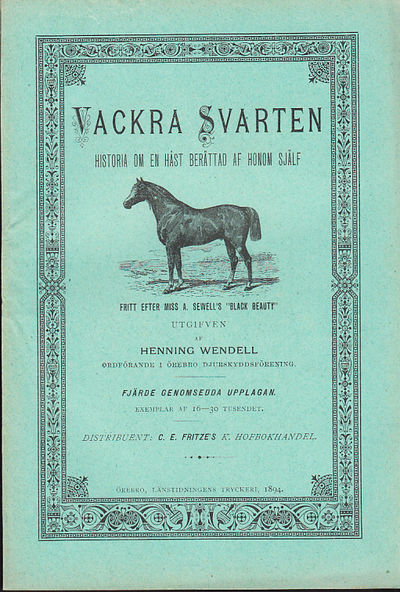 VACKRA SVARTEN
HISTORIA OM EN HÄST BERÄTTAD AF HONOM SJÄLF
FRITT EFTER MISS A. SEWELL'S "BLACK BEAUTY"
UTGIFVEN
AF
HENNING WENDELL
ORDFÖRANDE I ÖREBRO DJURSKYDDSFÖRENING.
FJÄRDE GENOMSEDDA UPPLAGAN.
EXEMPLAR AF 16—30 TUSENDET.
DISTRIBUENT: C. E. FRITZE'S K. HOFBOKHANDEL.
ÖREBRO, LÄNSTIDNINGENS TRYCKERI, 1894.